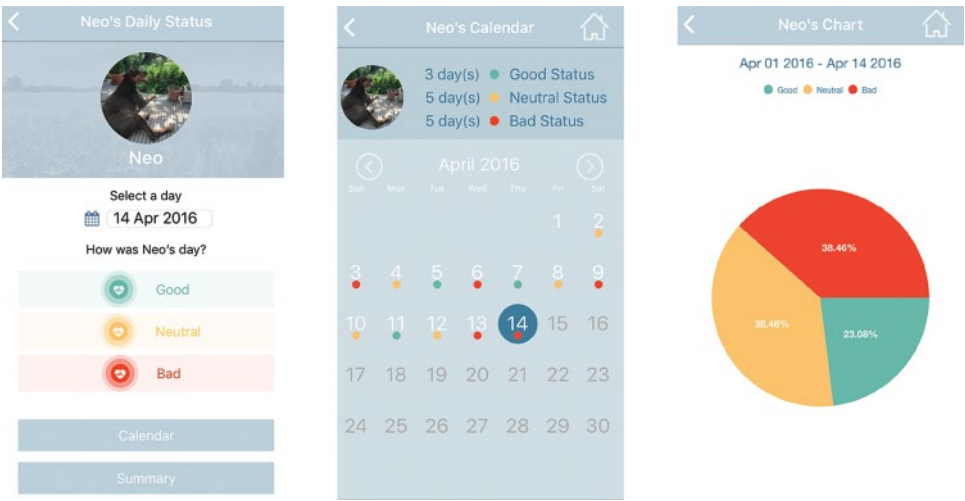 Neo's Daily Status
Neo
Select a day
14 Apr 2016
How was Neo's day?
Good
Neutral
Bad
Calendar
Summary
Neo's Calendar
3 day(s) Good Status
5 day(s) Neutral Status
5 day(s) Bad Status
April 2016
Sun Mon Tue Wed Thu Fri Sat
1 2
3 4 5 6 7 8 9
10 11 12 13 14 15 16
17 18 19 20 21 22 23
24 25 26 27 28 29 30
Neo's Chart
Apr 01 2016 - Apr 14 2016
Good Neutral Bad
38.46%
38.46%
23.08%